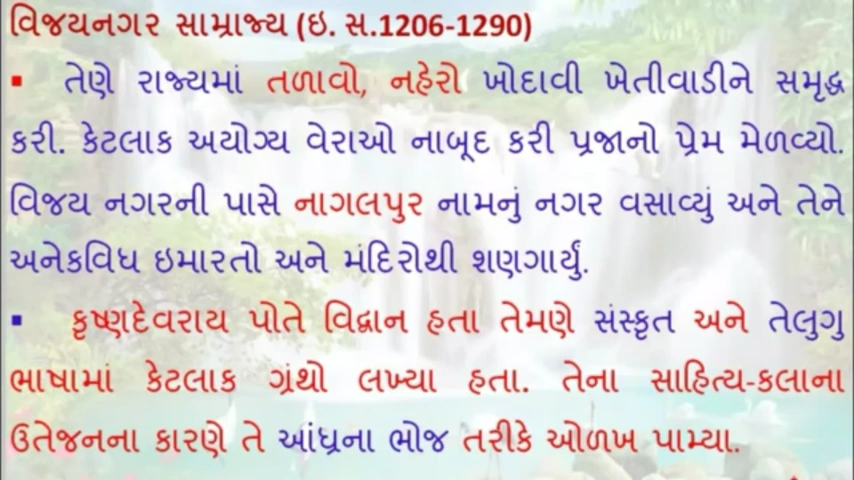 વિજયનગર સામ્રાજ્ય (ઇ. સ.1206-1290)
▪ તેણે રાજ્યમાં તળાવો, નહેરો ખોદાવી ખેતીવાડીને સમૃદ્ધ
કરી. કેટલાક અયોગ્ય વેરાઓ નાબૂદ કરી પ્રજાનો પ્રેમ મેળવ્યો.
વિજય નગરની પાસે નાગલપુર નામનું નગર વસાવ્યું અને તેને
અનેકવિધ ઇમારતો અને મંદિરોથી શણગાર્યું.
▪ કૃષ્ણદેવરાય પોતે વિદ્વાન હતા તેમણે સંસ્કૃત અને તેલુગુ
ભાષામાં કેટલાક ગ્રંથો લખ્યા હતા. તેના સાહિત્ય-કલાના
ઉતેજનના કારણે તે આંધ્રના ભોજ તરીકે ઓળખ પામ્યા.